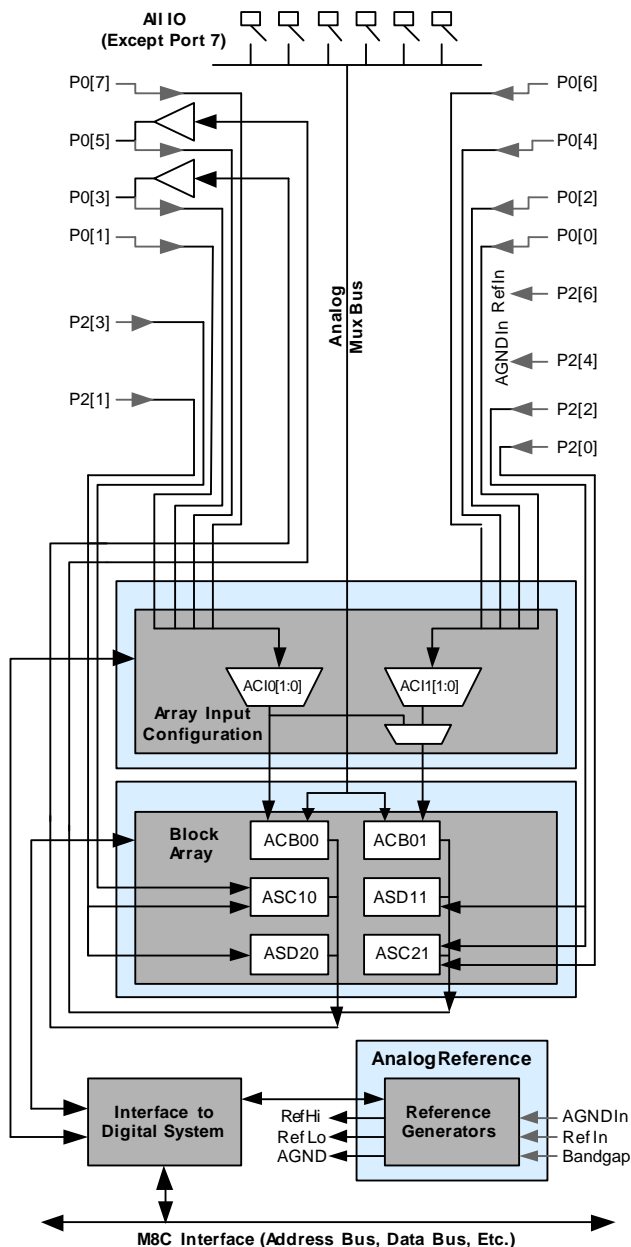 All IO
(Except Port 7)
P0[7]
P0[5]
P0[3]
P0[1]
P2[3]
P2[1]
P0[6]
P0[4]
P0[2]
P0[0]
P2[6]
P2[4]
P2[2]
P2[0]
AGNDIn RefIn
Analog
Mux Bus
ACI0[1:0]
ACI1[1:0]
Array Input
Configuration
Block
Array
ACB00
ACB01
ASC10
ASD11
ASD20
ASC21
Analog Reference
Interface to
Digital System
RefHi
RefLo
AGND
Reference
Generators
AGNDIn
RefIn
Bandgap
M8C Interface (Address Bus, Data Bus, Etc.)